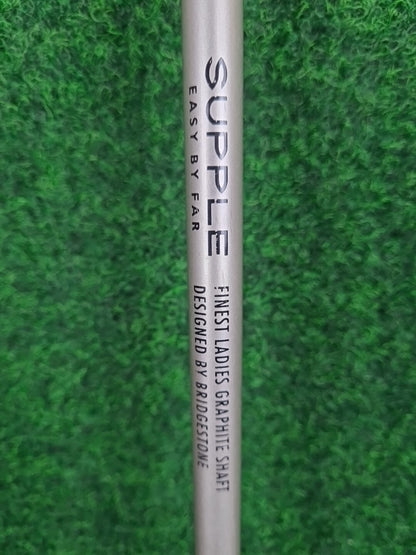 SUPPLE
EASY BY FAR
FINEST LADIES GRAPHITE SHAFT
DESIGNED BY BRIDGESTONE